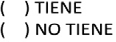 (    ) TIENE
(    ) NO TIENE